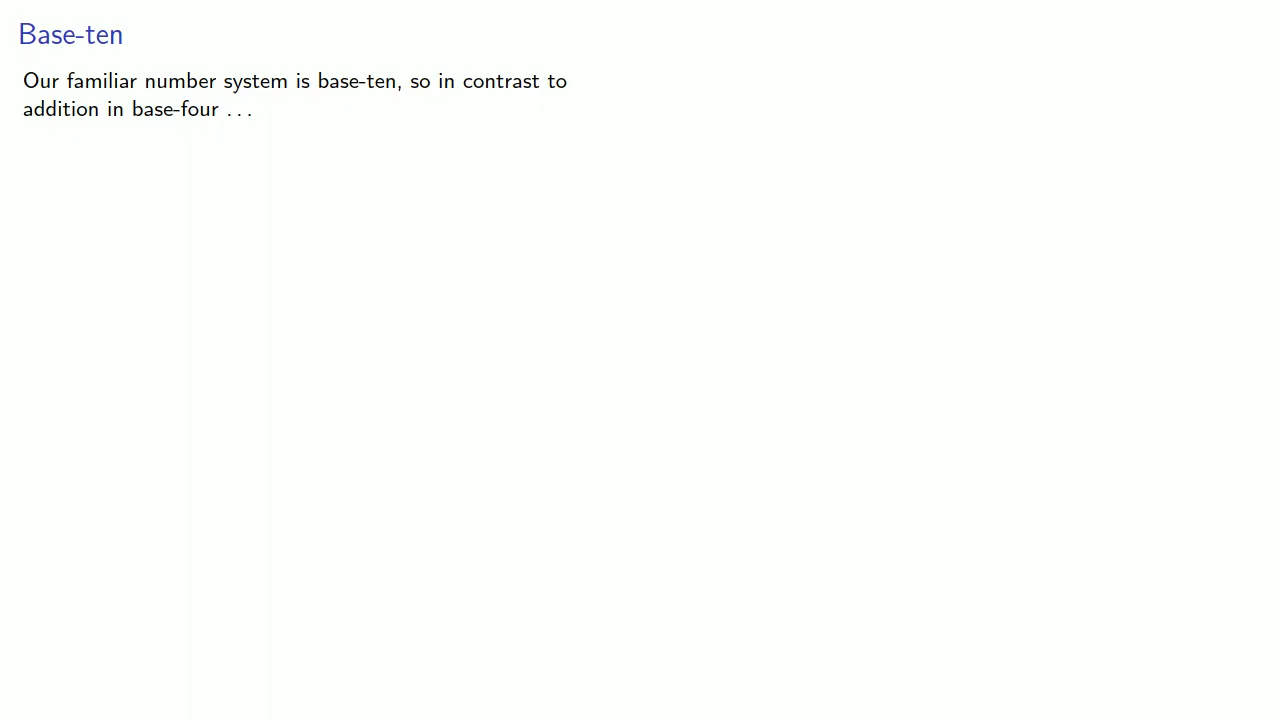 Base-ten
Our familiar number system is base-ten, so in contrast to
addition in base-four . . .